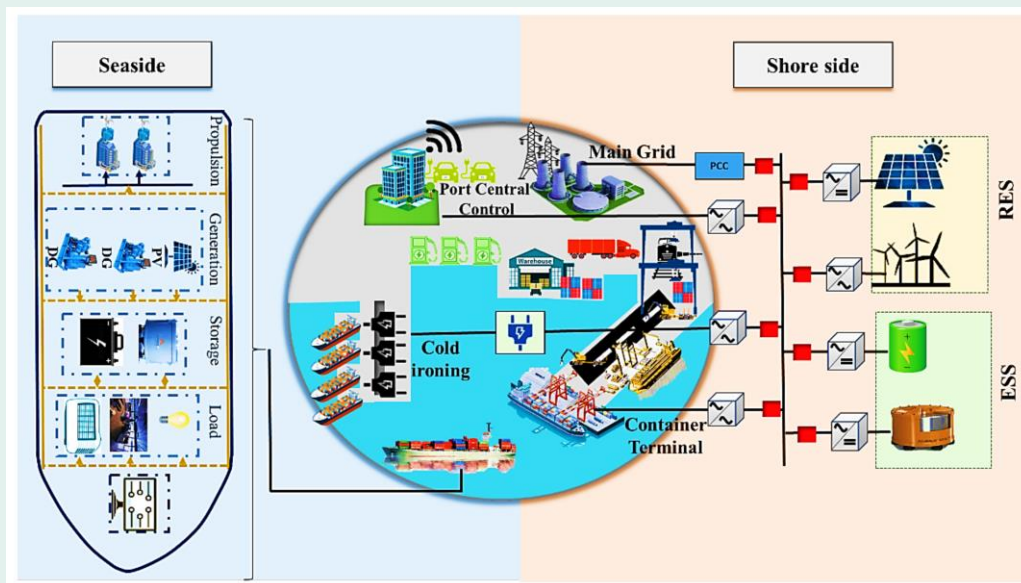 Seaside
Shore side
Propulsion
Generation
DG
DG
PV
Storage
Load
Main Grid
PCC
Port Central
Control
Warehouse
Cold
ironing
Container
Terminal
RES
ESS